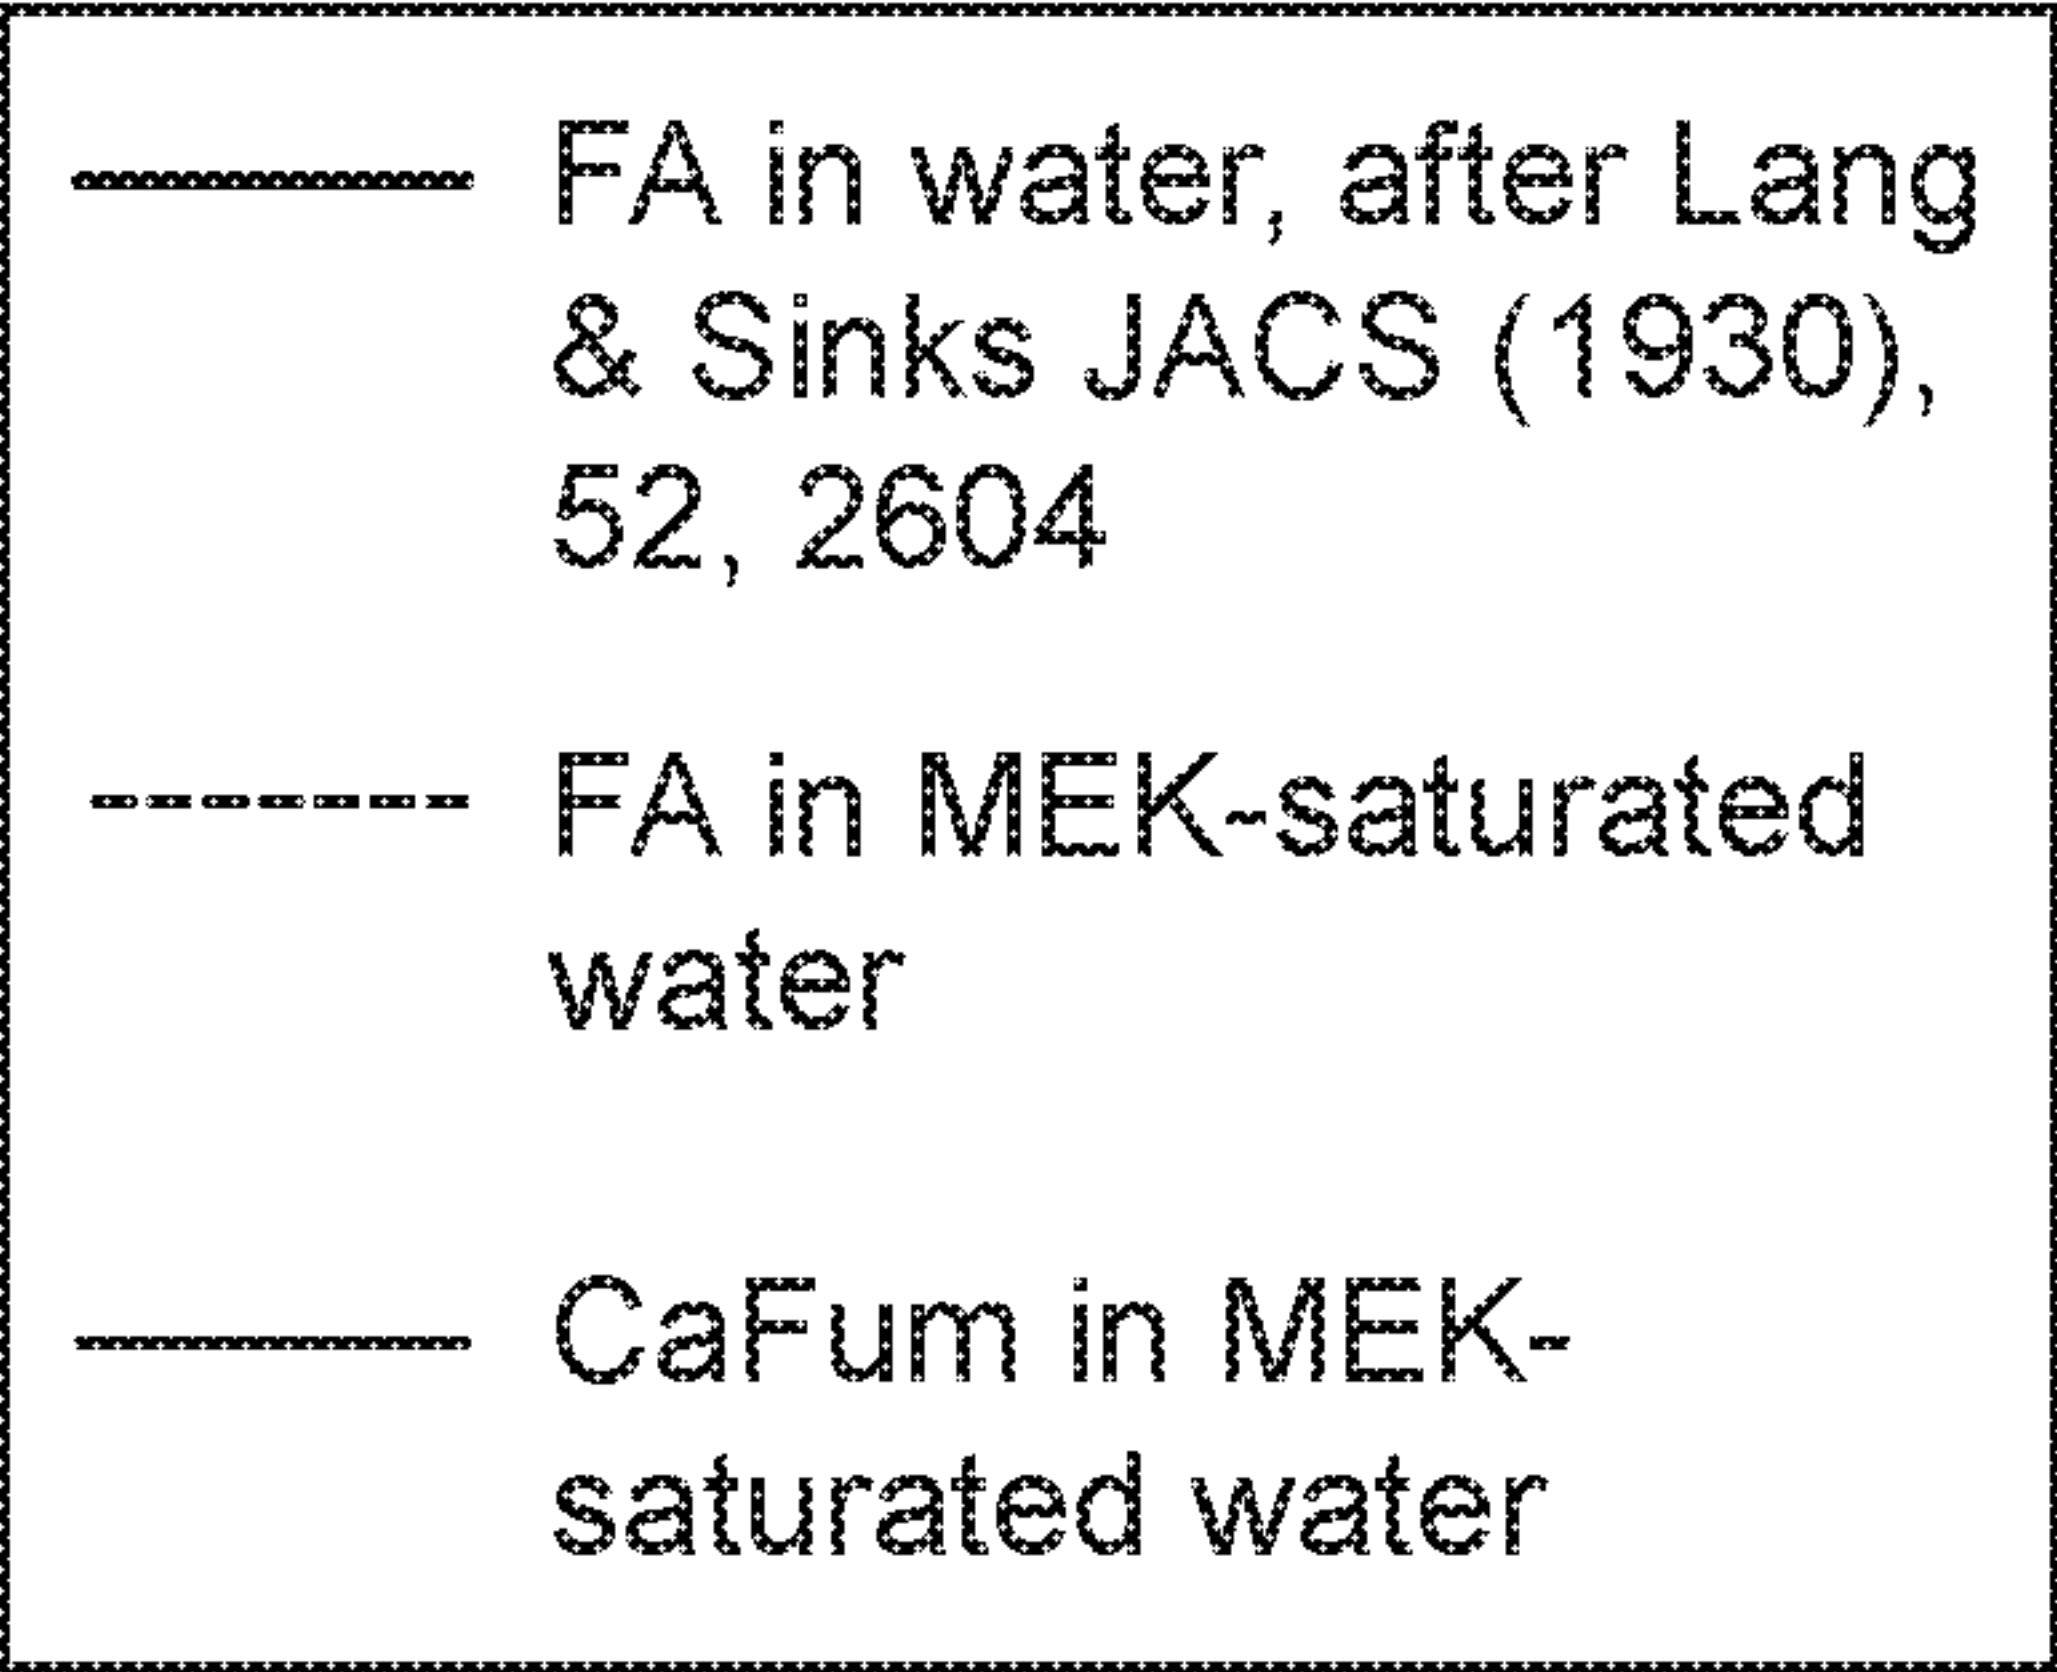 FA in water, after Lang
& Sinks JACS (1930),
52, 2604
FA in MEK-saturated
water
CaFum in MEK-
saturated water